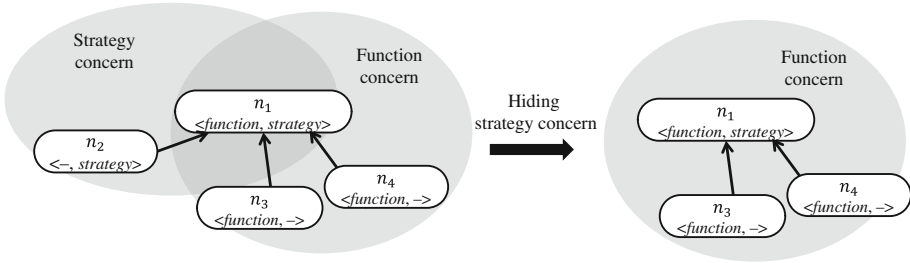 Strategy
concern
Function
concern
n₁
<function, strategy>
n₂
<–, strategy>
n₃
<function, –>
n₄
<function, –>
Hiding
strategy concern
Function
concern
n₁
<function, strategy>
n₃
<function, –>
n₄
<function, –>